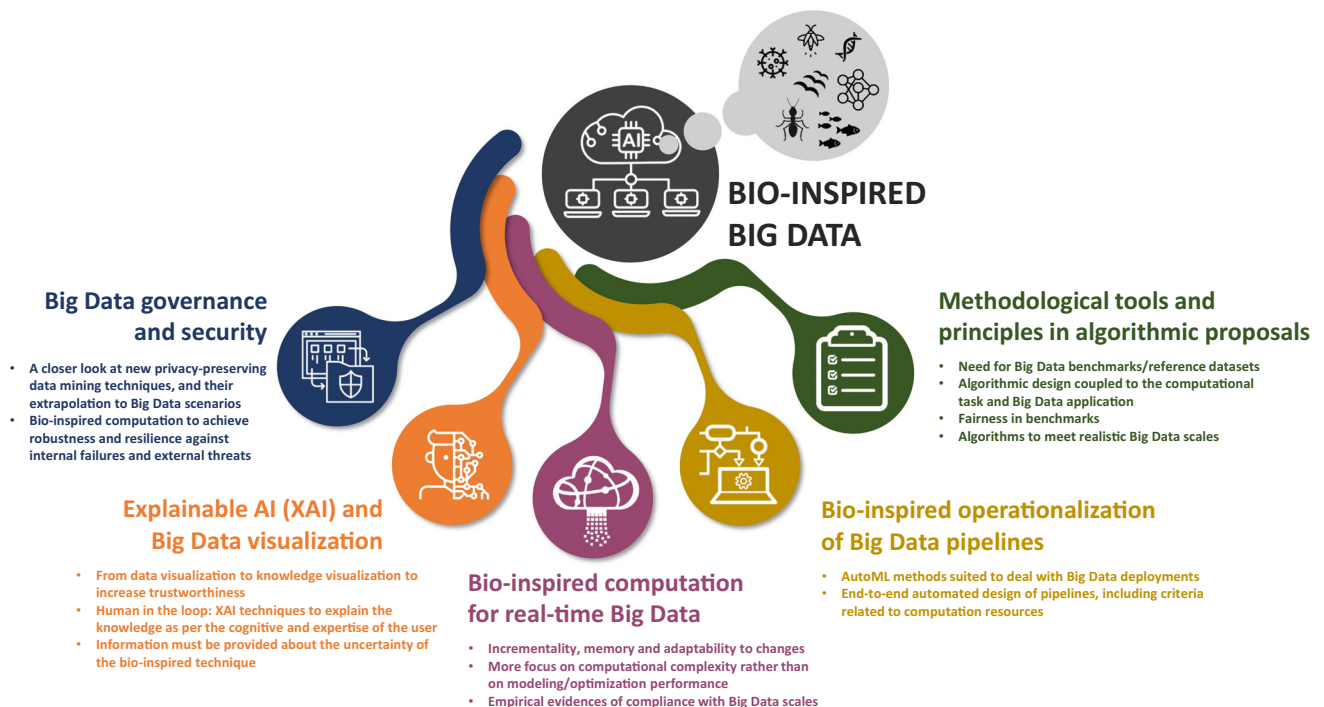 AI
BIO-INSPIRED
BIG DATA
Big Data governance
and security
• A closer look at new privacy-preserving
data mining techniques, and their
extrapolation to Big Data scenarios
• Bio-inspired computation to achieve
robustness and resilience against
internal failures and external threats
Explainable AI (XAI) and
Big Data visualization
• From data visualization to knowledge visualization to
increase trustworthiness
• Human in the loop: XAI techniques to explain the
knowledge as per the cognitive and expertise of the user
• Information must be provided about the uncertainty of
the bio-inspired technique
Bio-inspired computation
for real-time Big Data
• Incrementality, memory and adaptability to changes
• More focus on computational complexity rather than
on modeling/optimization performance
• Empirical evidences of compliance with Big Data scales
Bio-inspired operationalization
of Big Data pipelines
• AutoML methods suited to deal with Big Data deployments
• End-to-end automated design of pipelines, including criteria
related to computation resources
Methodological tools and
principles in algorithmic proposals
• Need for Big Data benchmarks/reference datasets
• Algorithmic design coupled to the computational
task and Big Data application
• Fairness in benchmarks
• Algorithms to meet realistic Big Data scales